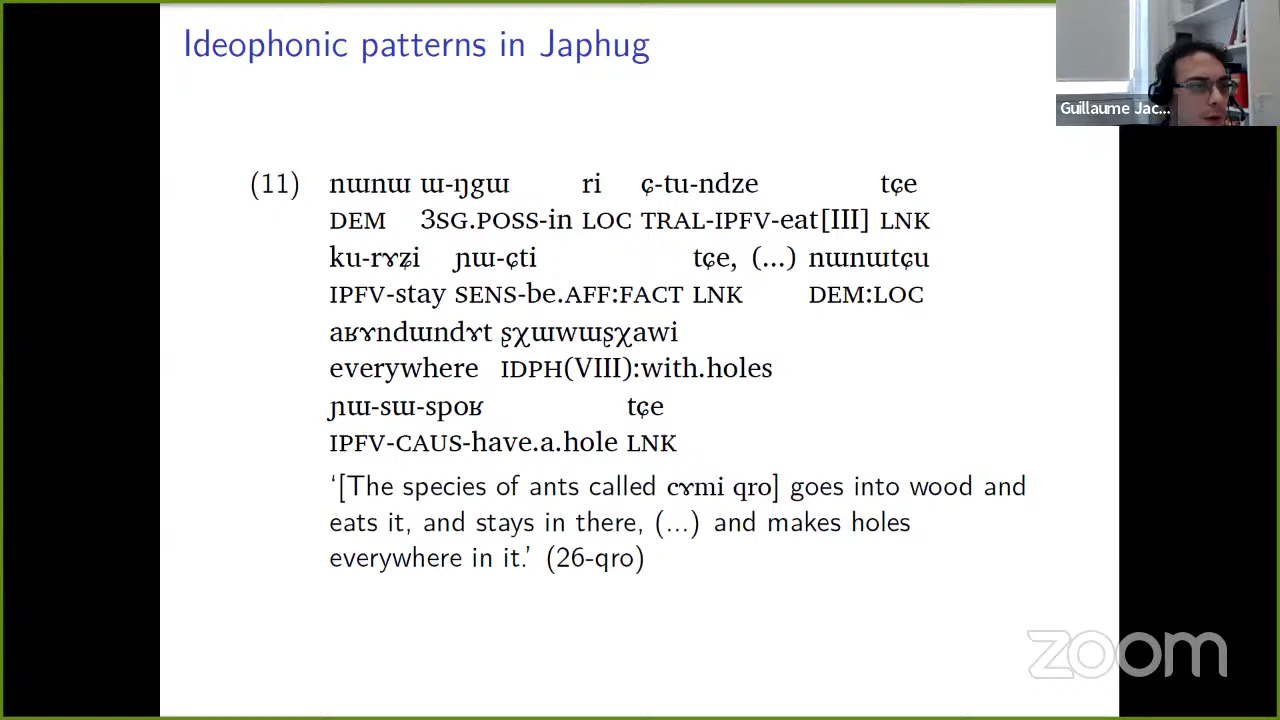 Ideophonic patterns in Japhug
Guillaume Jac...
(11) nɯnɯ ɯ-ŋgɯ ri ɕ-tu-ndze tɕe
DEM 3SG.POSS-in LOC TRAL-IPFV-eat[III] LNK
ku-rɤʑi ɲɯ-ɕti tɕe, (...) nɯnɯtɕu
IPFV-stay SENS-be.AFF:FACT LNK DEM:LOC
aʁɤndɯndɤt ʂχɯwɯʂχawi
everywhere IDPH(VIII):with.holes
ɲɯ-sɯ-spoʁ tɕe
IPFV-CAUS-have.a.hole LNK
‘[The species of ants called cɤmi qro] goes into wood and
eats it, and stays in there, (...) and makes holes
everywhere in it.’ (26-qro)
zoom